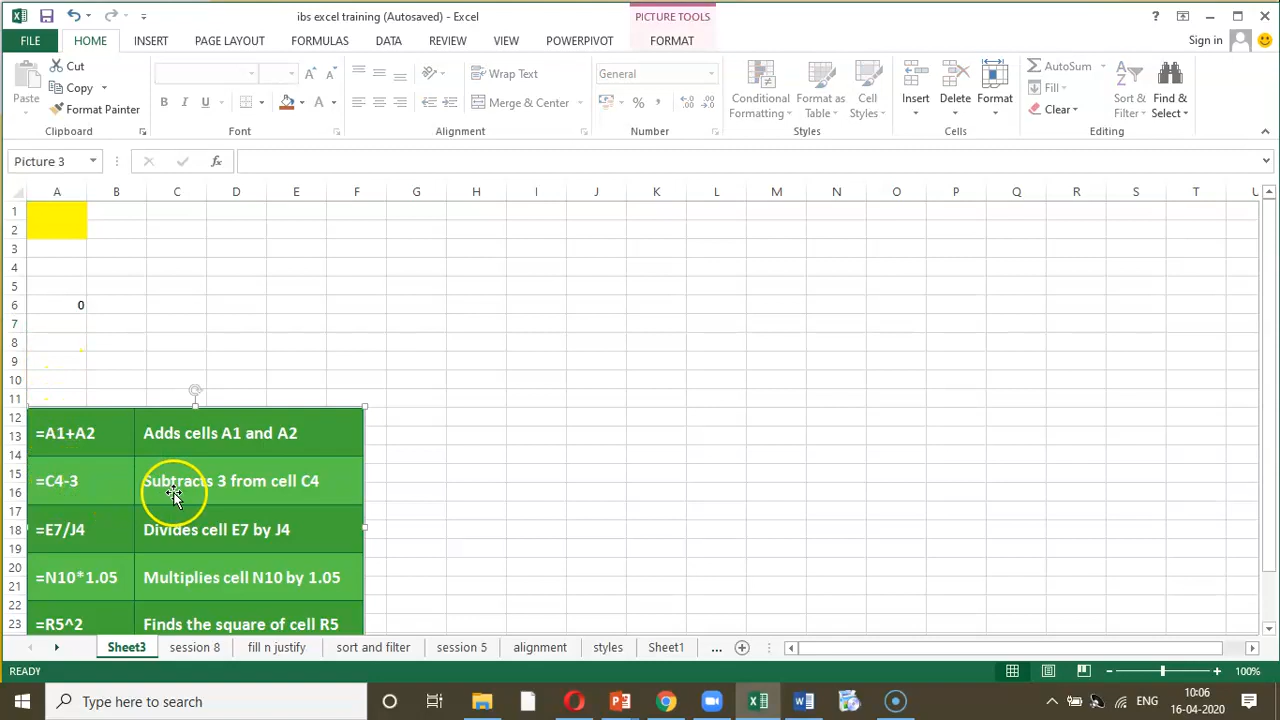 ibs excel training (Autosaved) - Excel
PICTURE TOOLS
?
FILE
HOME
INSERT
PAGE LAYOUT
FORMULAS
DATA
REVIEW
VIEW
POWERPIVOT
FORMAT
Sign in
Paste
Cut
Copy
Format Painter
Clipboard
B I U
A
A A
Font
Wrap Text
Merge & Center
Alignment
General
%
,
Number
Conditional Formatting
Format as Table
Cell Styles
Styles
Insert
Delete
Format
Cells
AutoSum
Fill
Clear
Sort & Filter
Find & Select
Editing
Picture 3
fx
A B C D E F G H I J K L M N O P Q R S T U
1
2
3
4
5
6 0
7
8
9
10
11
12
13
14
15
16
17
18
19
20
21
22
23
=A1+A2 Adds cells A1 and A2
=C4-3 Subtracts 3 from cell C4
=E7/J4 Divides cell E7 by J4
=N10*1.05 Multiplies cell N10 by 1.05
=R5^2 Finds the square of cell R5
Sheet3 session 8 fill n justify sort and filter session 5 alignment styles Sheet1 ...
READY
100%
Type here to search
ENG
10:06
16-04-2020